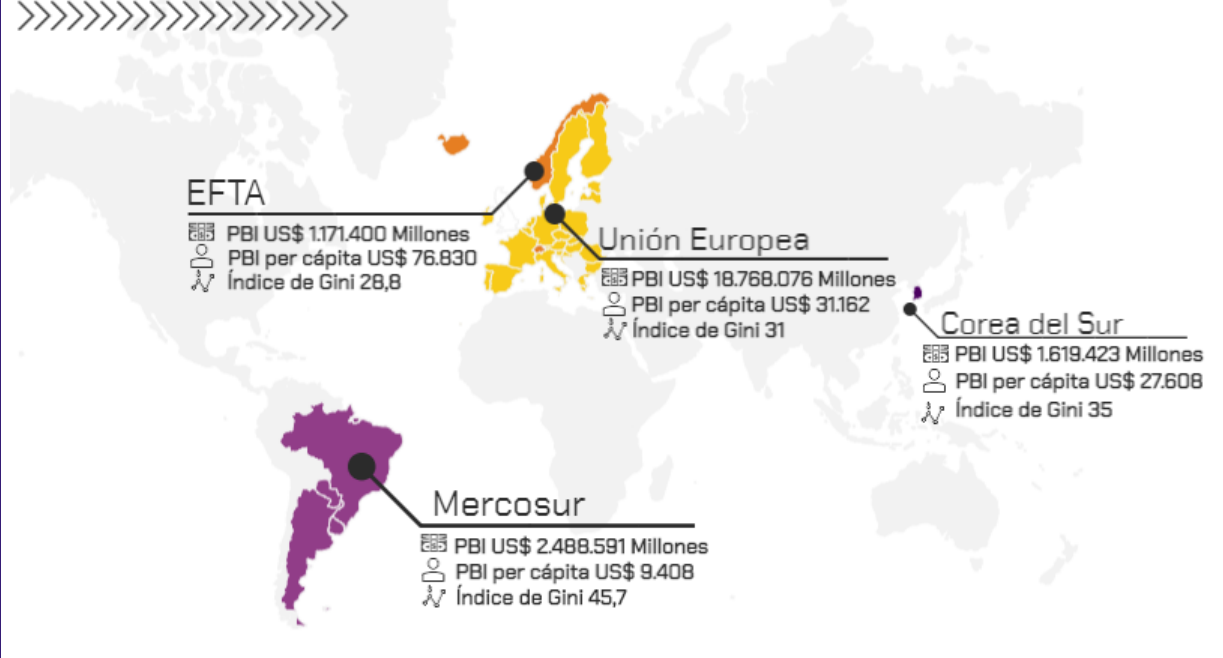 EFTA
PBI US$ 1.171.400 Millones
PBI per cápita US$ 76.830
Índice de Gini 28,8
Unión Europea
PBI US$ 18.768.076 Millones
PBI per cápita US$ 31.162
Índice de Gini 31
Corea del Sur
PBI US$ 1.619.423 Millones
PBI per cápita US$ 27.608
Índice de Gini 35
Mercosur
PBI US$ 2.488.591 Millones
PBI per cápita US$ 9.408
Índice de Gini 45,7